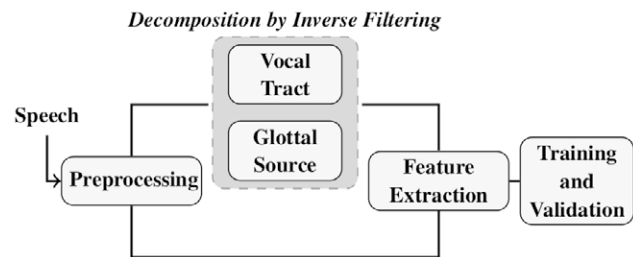 Decomposition by Inverse Filtering
Vocal
Tract
Speech
Glottal
Source
Preprocessing
Feature
Extraction
Training
and
Validation